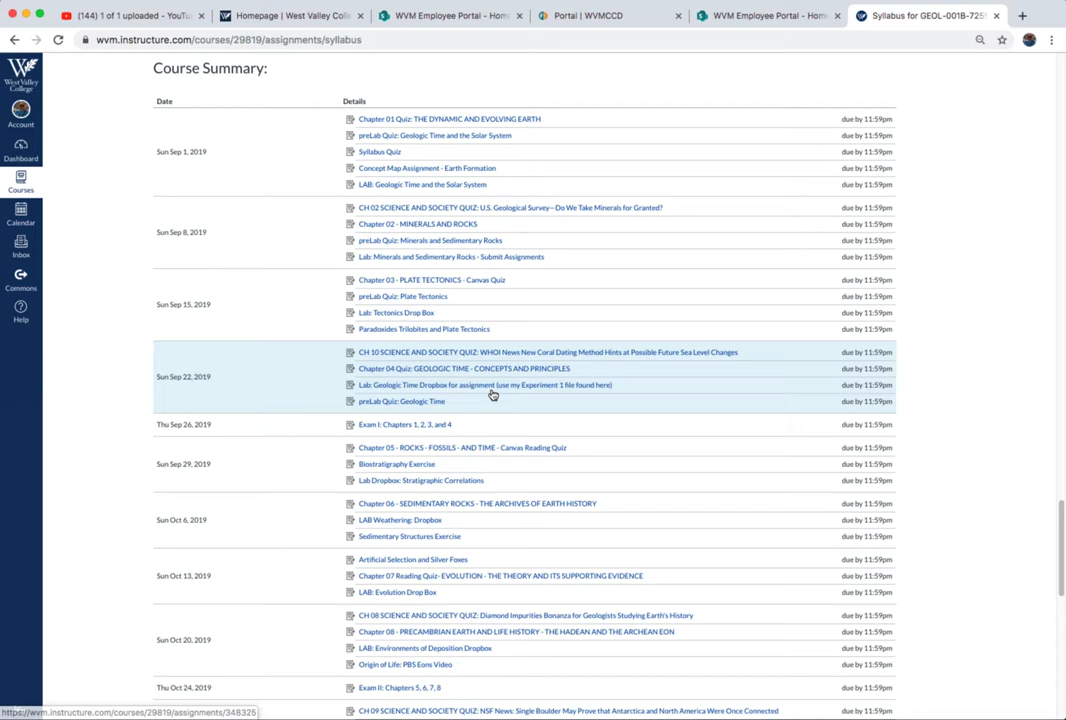 (144) 1 of 1 uploaded - YouTu
Homepage | West Valley Colle
WVM Employee Portal - Home
Portal | WVMCCD
WVM Employee Portal - Home
Syllabus for GEOL-001B-7255
wvm.instructure.com/courses/29819/assignments/syllabus
West Valley College
Account
Dashboard
Courses
Calendar
Inbox
Commons
Help
Course Summary:
Date Details
Sun Sep 1, 2019
Chapter 01 Quiz: THE DYNAMIC AND EVOLVING EARTH due by 11:59pm
preLab Quiz: Geologic Time and the Solar System due by 11:59pm
Syllabus Quiz due by 11:59pm
Concept Map Assignment - Earth Formation due by 11:59pm
LAB: Geologic Time and the Solar System due by 11:59pm
Sun Sep 8, 2019
CH 02 SCIENCE AND SOCIETY QUIZ: U.S. Geological Survey—Do We Take Minerals for Granted? due by 11:59pm
Chapter 02 - MINERALS AND ROCKS due by 11:59pm
preLab Quiz: Minerals and Sedimentary Rocks due by 11:59pm
Lab: Minerals and Sedimentary Rocks - Submit Assignments due by 11:59pm
Sun Sep 15, 2019
Chapter 03 - PLATE TECTONICS - Canvas Quiz due by 11:59pm
preLab Quiz: Plate Tectonics due by 11:59pm
Lab: Tectonics Drop Box due by 11:59pm
Paradoxides Trilobites and Plate Tectonics due by 11:59pm
Sun Sep 22, 2019
CH 10 SCIENCE AND SOCIETY QUIZ: WHOI News New Coral Dating Method Hints at Possible Future Sea Level Changes due by 11:59pm
Chapter 04 Quiz: GEOLOGIC TIME - CONCEPTS AND PRINCIPLES due by 11:59pm
Lab: Geologic Time Dropbox for assignment (use my Experiment 1 file found here) due by 11:59pm
preLab Quiz: Geologic Time due by 11:59pm
Thu Sep 26, 2019 Exam I: Chapters 1, 2, 3, and 4 due by 11:59pm
Sun Sep 29, 2019
Chapter 05 - ROCKS - FOSSILS - AND TIME - Canvas Reading Quiz due by 11:59pm
Biostratigraphy Exercise due by 11:59pm
Lab Dropbox: Stratigraphic Correlations due by 11:59pm
Sun Oct 6, 2019
Chapter 06 - SEDIMENTARY ROCKS - THE ARCHIVES OF EARTH HISTORY due by 11:59pm
LAB Weathering: Dropbox due by 11:59pm
Sedimentary Structures Exercise due by 11:59pm
Sun Oct 13, 2019
Artificial Selection and Silver Foxes due by 11:59pm
Chapter 07 Reading Quiz- EVOLUTION - THE THEORY AND ITS SUPPORTING EVIDENCE due by 11:59pm
LAB: Evolution Drop Box due by 11:59pm
Sun Oct 20, 2019
CH 08 SCIENCE AND SOCIETY QUIZ: Diamond Impurities Bonanza for Geologists Studying Earth's History due by 11:59pm
Chapter 08 - PRECAMBRIAN EARTH AND LIFE HISTORY - THE HADEAN AND THE ARCHEAN EON due by 11:59pm
LAB: Environments of Deposition Dropbox due by 11:59pm
Origin of Life: PBS Eons Video due by 11:59pm
Thu Oct 24, 2019 Exam II: Chapters 5, 6, 7, 8 due by 11:59pm
CH 09 SCIENCE AND SOCIETY QUIZ: NSF News: Single Boulder May Prove that Antarctica and North America Were Once Connected due by 11:59pm
https://wvm.instructure.com/courses/29819/assignments/348325